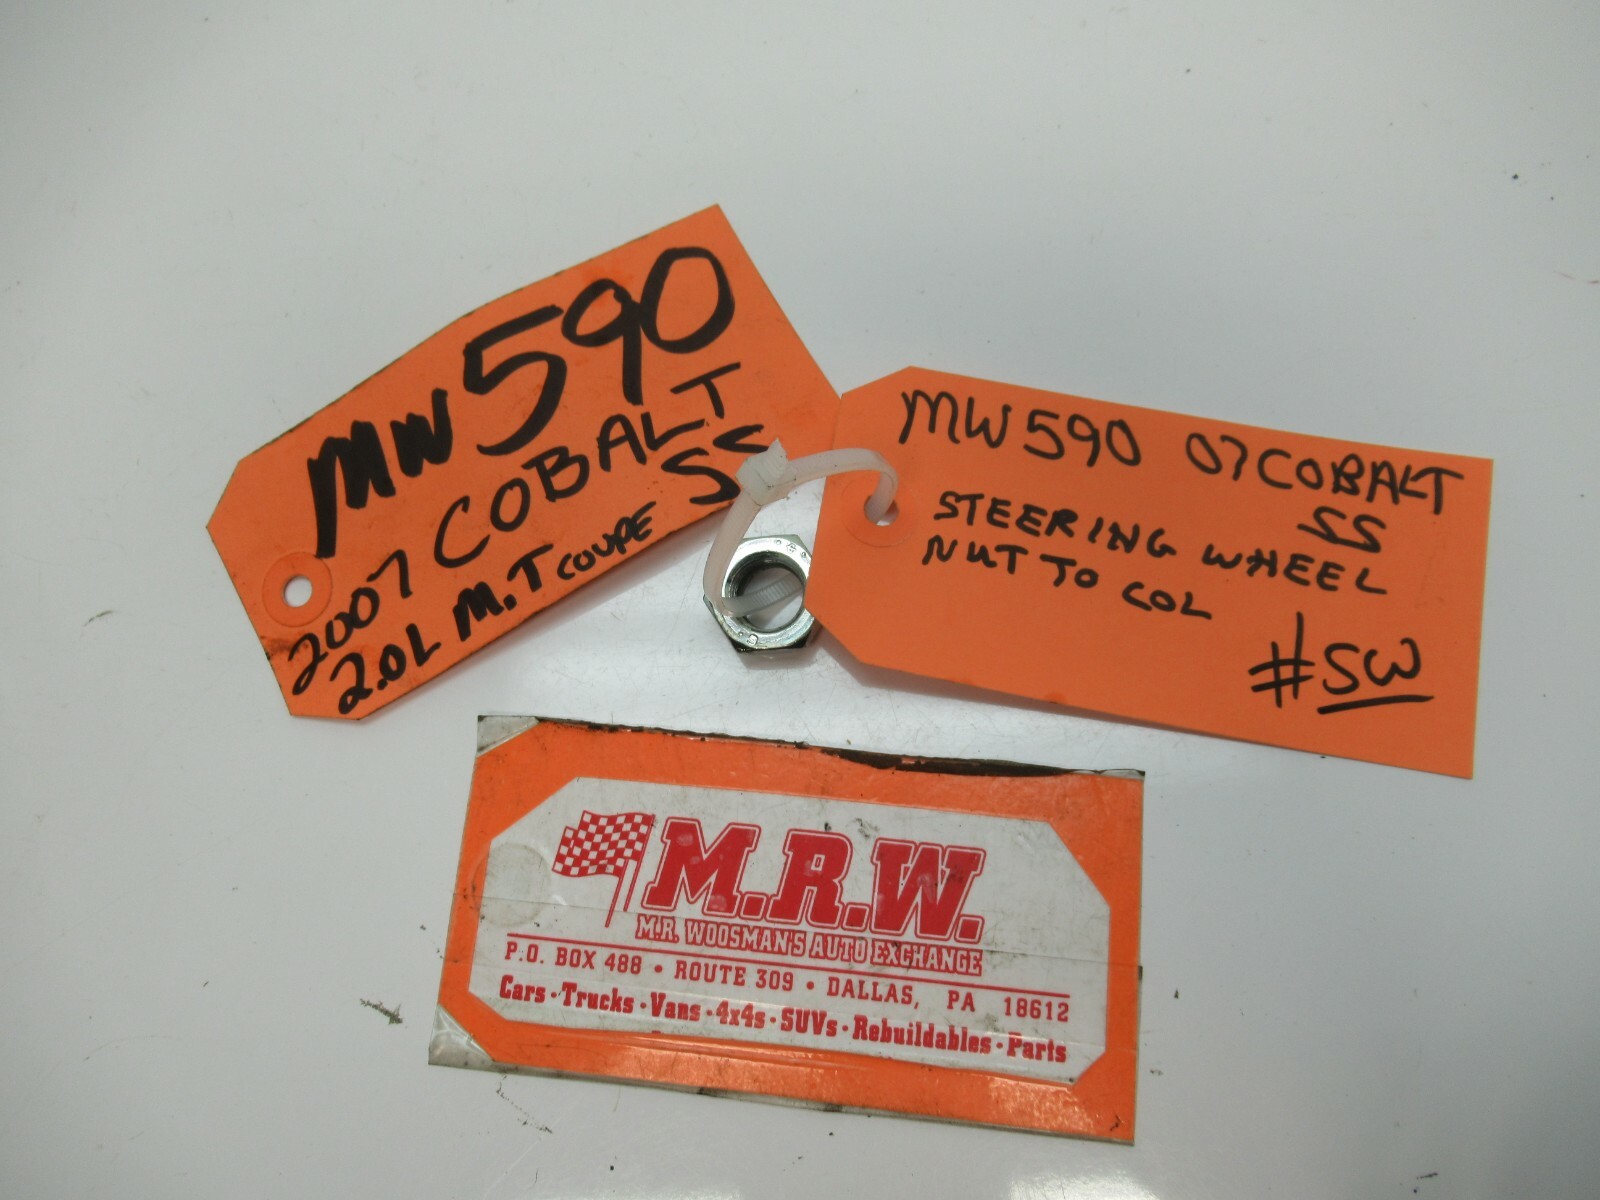 MW590
2007 COBALT
SS
2.0L M.T COUPE
MW590 07 COBALT
SS
STEERING WHEEL
NUT TO COL
#SW
M.R.W.
M.R. WOOSMAN'S AUTO EXCHANGE
P.O. BOX 488 • ROUTE 309 • DALLAS, PA 18612
Cars · Trucks · Vans · 4x4s · SUVs · Rebuildables · Parts